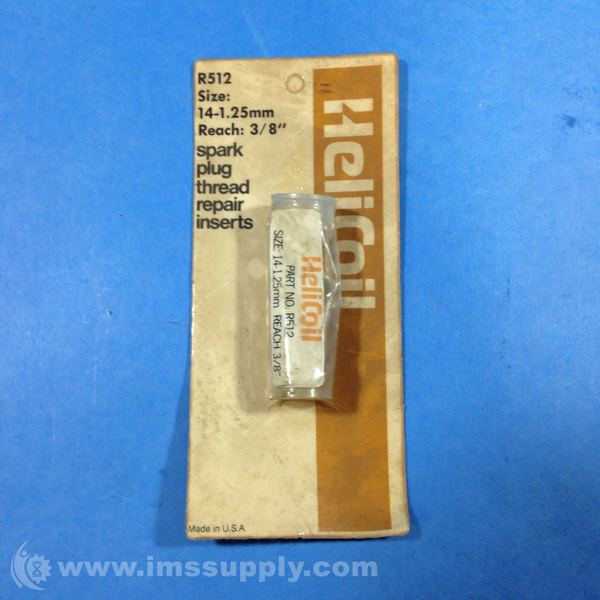 R512
Size:
14-1.25mm
Reach: 3/8"
spark
plug
thread
repair
inserts
HeliCoil
HeliCoil
PART NO. R512
SIZE: 14-1.25mm REACH 3/8"
Made in U.S.A.
www.imssupply.com